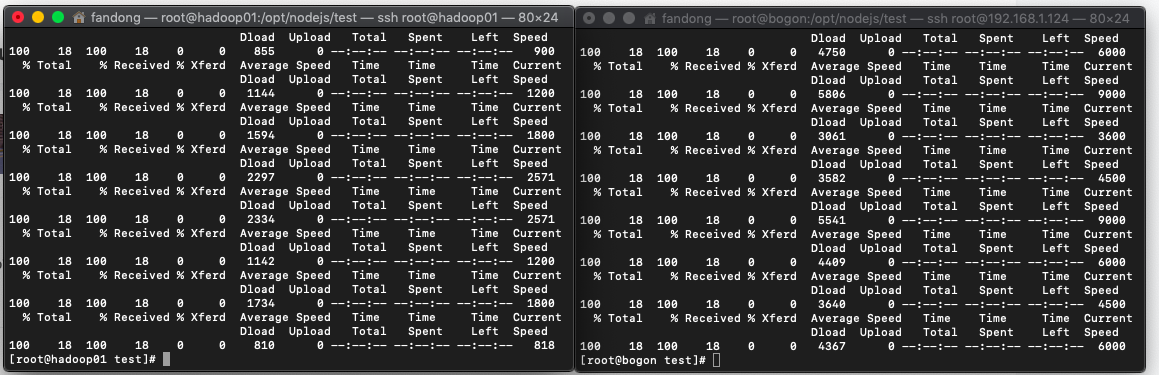 fandong — root@hadoop01:/opt/nodejs/test — ssh root@hadoop01 — 80×24
Dload Upload Total Spent Left Speed
100 18 100 18 0 0 855 0 --:--:-- --:--:-- --:--:-- 900
% Total % Received % Xferd Average Speed Time Time Time Current
Dload Upload Total Spent Left Speed
100 18 100 18 0 0 1144 0 --:--:-- --:--:-- --:--:-- 1200
% Total % Received % Xferd Average Speed Time Time Time Current
Dload Upload Total Spent Left Speed
100 18 100 18 0 0 1594 0 --:--:-- --:--:-- --:--:-- 1800
% Total % Received % Xferd Average Speed Time Time Time Current
Dload Upload Total Spent Left Speed
100 18 100 18 0 0 2297 0 --:--:-- --:--:-- --:--:-- 2571
% Total % Received % Xferd Average Speed Time Time Time Current
Dload Upload Total Spent Left Speed
100 18 100 18 0 0 2334 0 --:--:-- --:--:-- --:--:-- 2571
% Total % Received % Xferd Average Speed Time Time Time Current
Dload Upload Total Spent Left Speed
100 18 100 18 0 0 1142 0 --:--:-- --:--:-- --:--:-- 1200
% Total % Received % Xferd Average Speed Time Time Time Current
Dload Upload Total Spent Left Speed
100 18 100 18 0 0 1734 0 --:--:-- --:--:-- --:--:-- 1800
% Total % Received % Xferd Average Speed Time Time Time Current
Dload Upload Total Spent Left Speed
100 18 100 18 0 0 810 0 --:--:-- --:--:-- --:--:-- 818
[root@hadoop01 test]#
fandong — root@bogon:/opt/nodejs/test — ssh root@192.168.1.124 — 80×24
Dload Upload Total Spent Left Speed
100 18 100 18 0 0 4750 0 --:--:-- --:--:-- --:--:-- 6000
% Total % Received % Xferd Average Speed Time Time Time Current
Dload Upload Total Spent Left Speed
100 18 100 18 0 0 5806 0 --:--:-- --:--:-- --:--:-- 9000
% Total % Received % Xferd Average Speed Time Time Time Current
Dload Upload Total Spent Left Speed
100 18 100 18 0 0 3061 0 --:--:-- --:--:-- --:--:-- 3600
% Total % Received % Xferd Average Speed Time Time Time Current
Dload Upload Total Spent Left Speed
100 18 100 18 0 0 3582 0 --:--:-- --:--:-- --:--:-- 4500
% Total % Received % Xferd Average Speed Time Time Time Current
Dload Upload Total Spent Left Speed
100 18 100 18 0 0 5541 0 --:--:-- --:--:-- --:--:-- 9000
% Total % Received % Xferd Average Speed Time Time Time Current
Dload Upload Total Spent Left Speed
100 18 100 18 0 0 4409 0 --:--:-- --:--:-- --:--:-- 6000
% Total % Received % Xferd Average Speed Time Time Time Current
Dload Upload Total Spent Left Speed
100 18 100 18 0 0 3640 0 --:--:-- --:--:-- --:--:-- 4500
% Total % Received % Xferd Average Speed Time Time Time Current
Dload Upload Total Spent Left Speed
100 18 100 18 0 0 4367 0 --:--:-- --:--:-- --:--:-- 6000
[root@bogon test]#